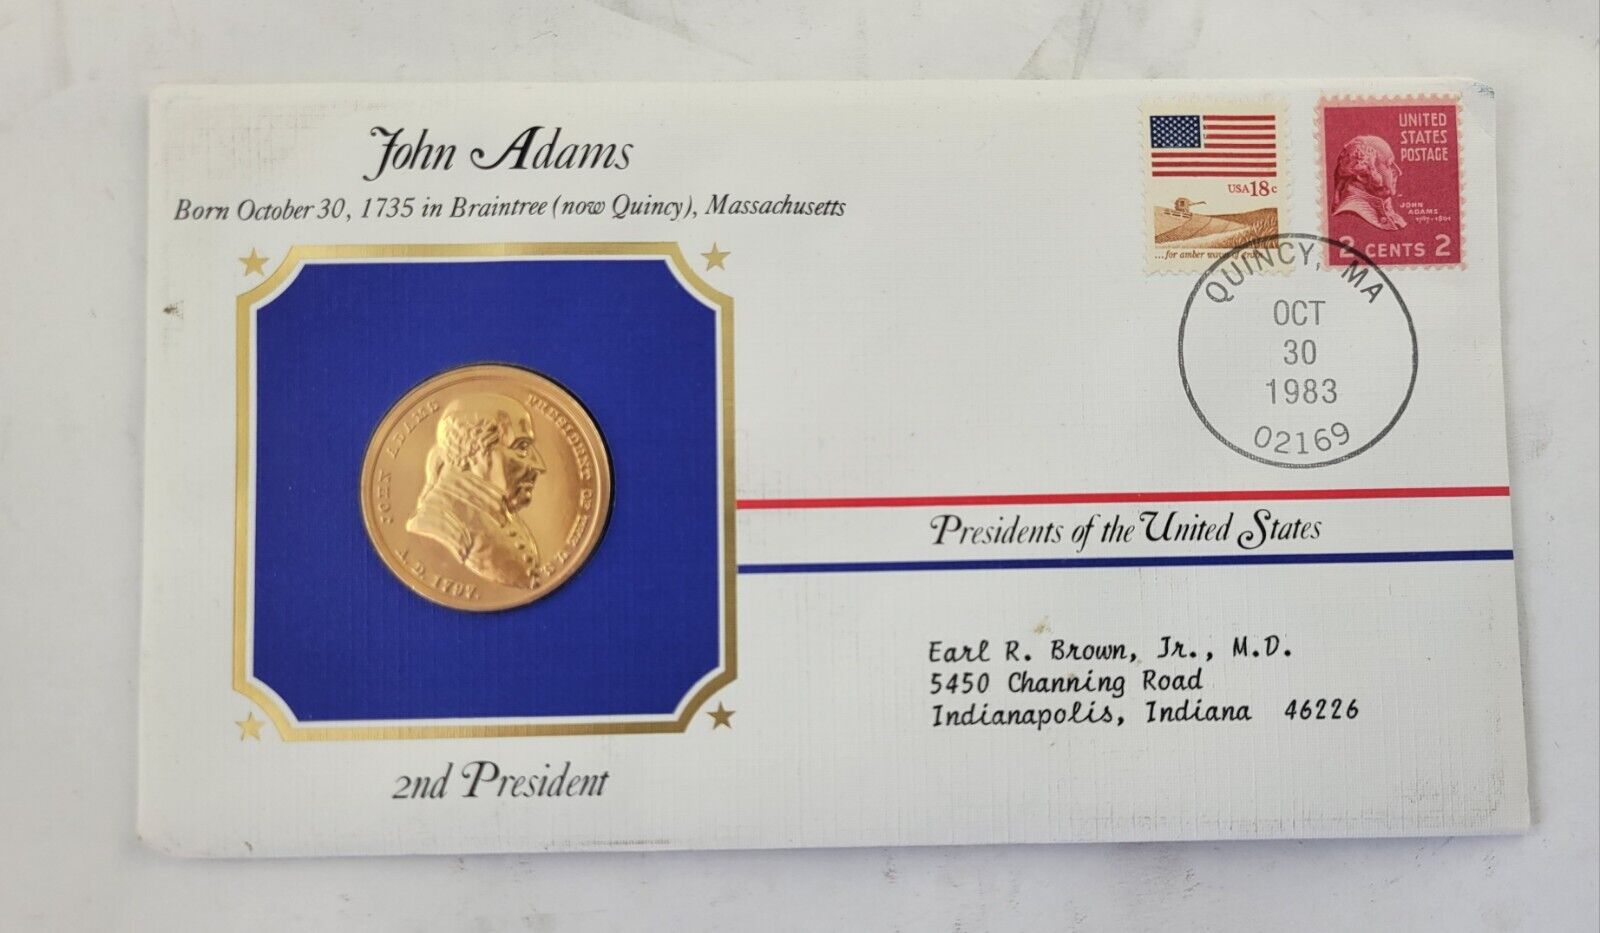 John Adams
Born October 30, 1735 in Braintree (now Quincy), Massachusetts
USA 18c
...for amber waves of grain
UNITED
STATES
POSTAGE
JOHN
ADAMS
1797-1801
2 CENTS 2
QUINCY, MA
OCT
30
1983
02169
JOHN ADAMS PRESIDENT OF THE U.S.
A.D. 1797.
Presidents of the United States
Earl R. Brown, Jr., M.D.
5450 Channing Road
Indianapolis, Indiana 46226
2nd President